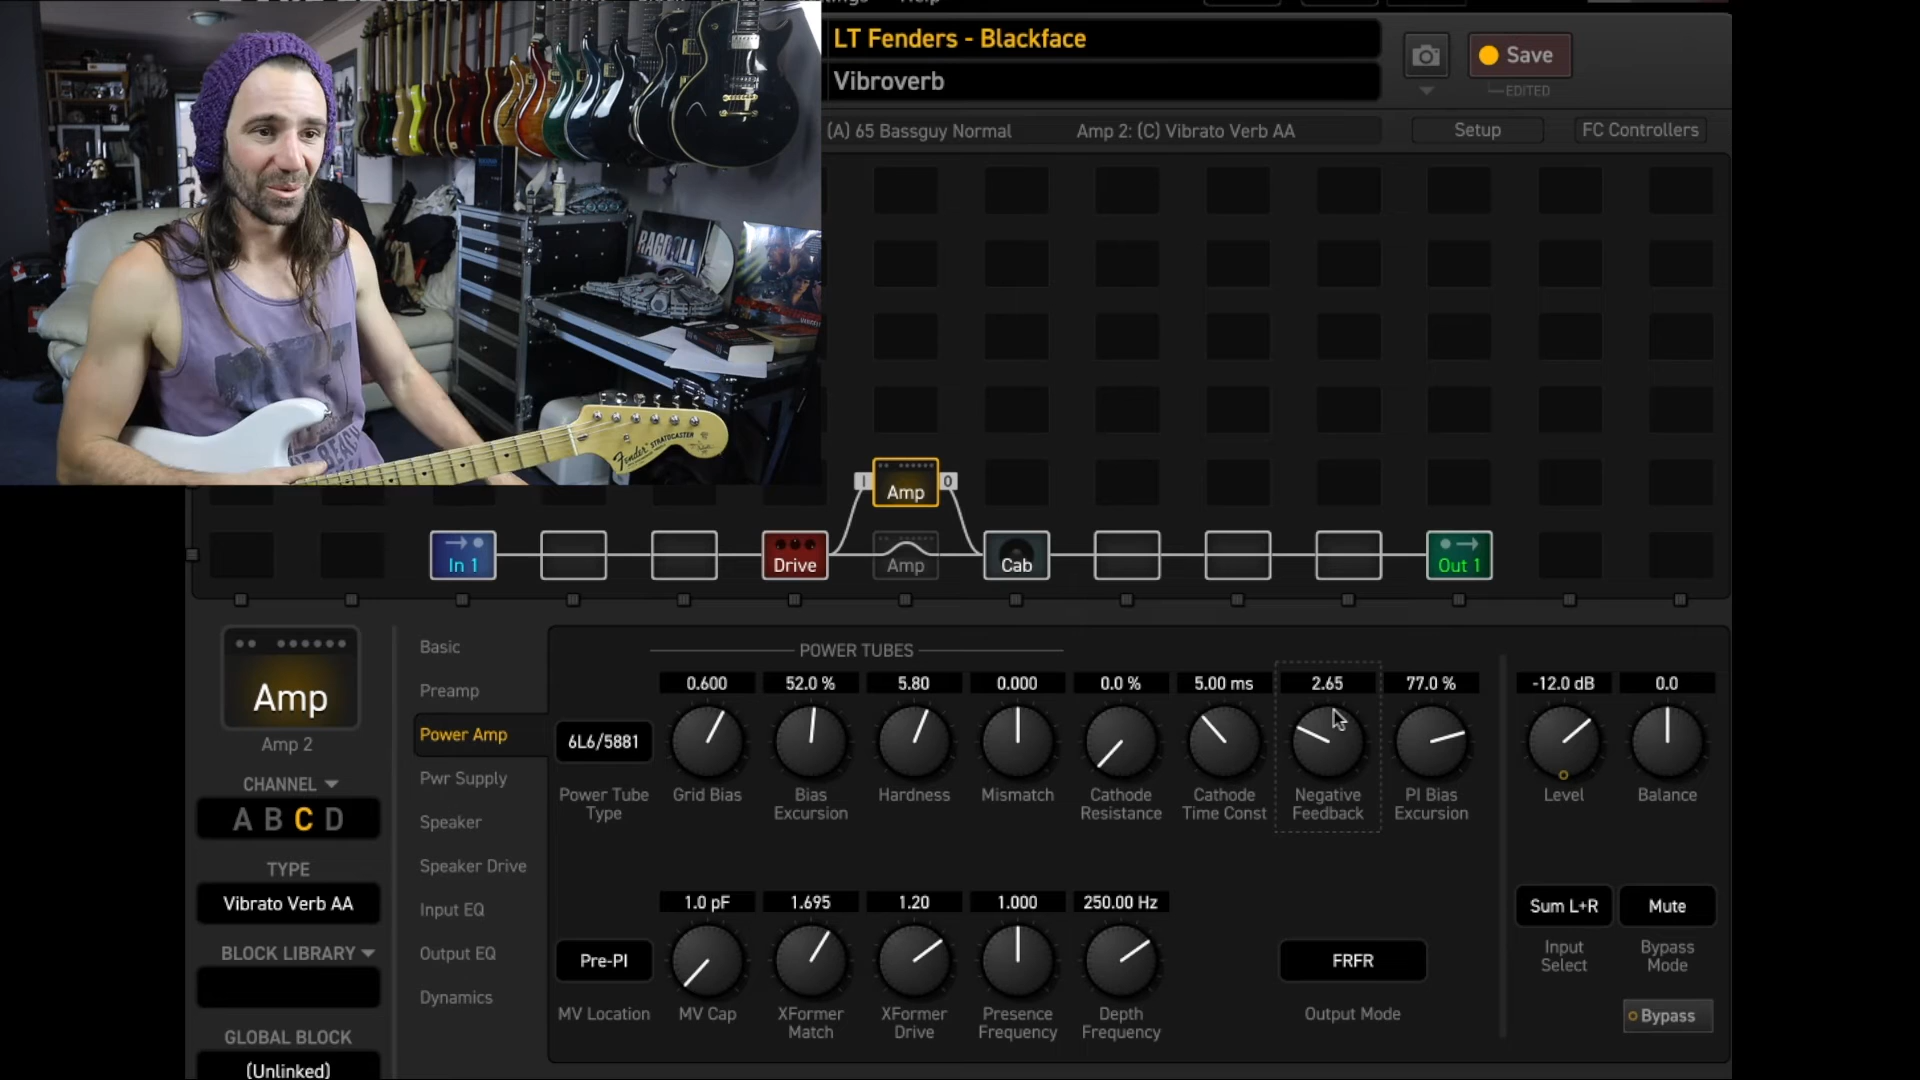 LT Fenders - Blackface
Save
EDITED
Vibroverb
(A) 65 Bassguy Normal
Amp 2: (C) Vibrato Verb AA
Setup
FC Controllers
RAGDOLL
Fender
STRATOCASTER
BEACH
Amp
In 1
Drive
Amp
Cab
Out 1
Amp
Amp 2
CHANNEL
A B C D
TYPE
Vibrato Verb AA
BLOCK LIBRARY
GLOBAL BLOCK
(Unlinked)
Basic
Preamp
Power Amp
Pwr Supply
Speaker
Speaker Drive
Input EQ
Output EQ
Dynamics
POWER TUBES
0.600
52.0 %
5.80
0.000
0.0 %
5.00 ms
2.65
77.0 %
-12.0 dB
0.0
6L6/5881
Power Tube
Type
Grid Bias
Bias
Excursion
Hardness
Mismatch
Cathode
Resistance
Cathode
Time Const
Negative
Feedback
PI Bias
Excursion
Level
Balance
1.0 pF
1.695
1.20
1.000
250.00 Hz
Pre-PI
MV Location
MV Cap
XFormer
Match
XFormer
Drive
Presence
Frequency
Depth
Frequency
FRFR
Output Mode
Sum L+R
Input
Select
Mute
Bypass
Mode
Bypass